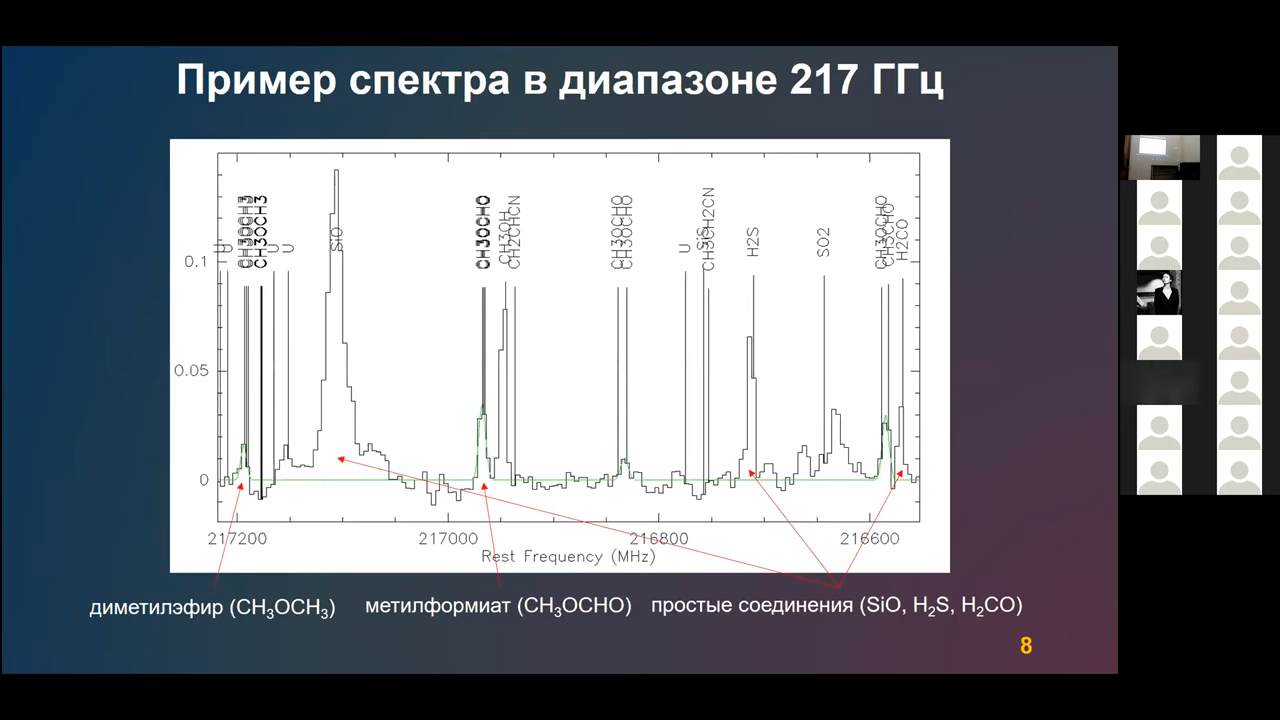 Пример спектра в диапазоне 217 ГГц
U
U
CH3OCH3
CH3OCH3
U
U
SiO
CH3OCHO
CH3OH
CH2CHCN
CH3OCHO
CH3OCHO
U
SiS
CH3CH2CN
H2S
SO2
CH3OCHO
CH3CHO
H2CO
0.1
0.05
0
217200 217000 216800 216600
Rest Frequency (MHz)
диметилэфир (CH₃OCH₃) метилформиат (CH₃OCHO) простые соединения (SiO, H₂S, H₂CO)
8